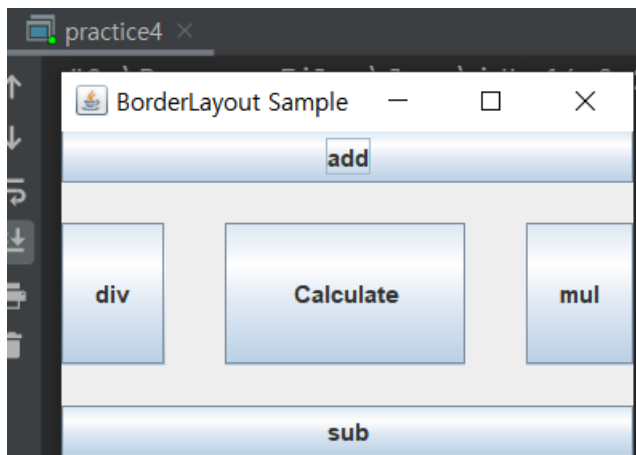 practice4
BorderLayout Sample
add
div
Calculate
mul
sub